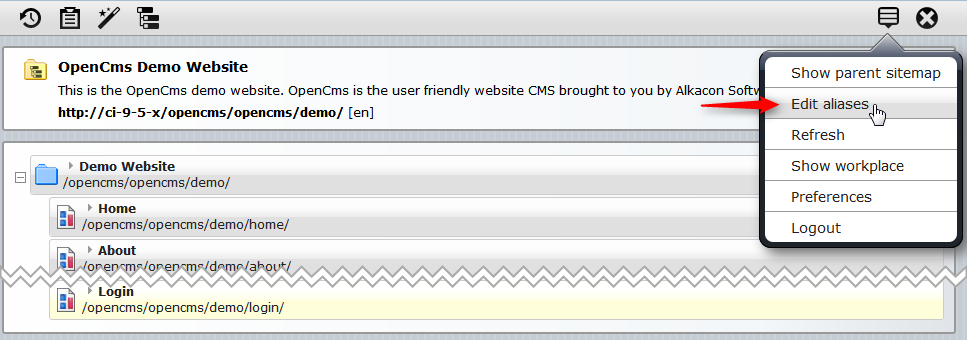 OpenCms Demo Website
This is the OpenCms demo website. OpenCms is the user friendly website CMS brought to you by Alkacon
http://ci-9-5-x/opencms/opencms/demo/ [en]
Show parent sitemap
Edit aliases
Refresh
Show workplace
Preferences
Logout
Demo Website
/opencms/opencms/demo/
Home
/opencms/opencms/demo/home/
About
/opencms/opencms/demo/about/
Login
/opencms/opencms/demo/login/